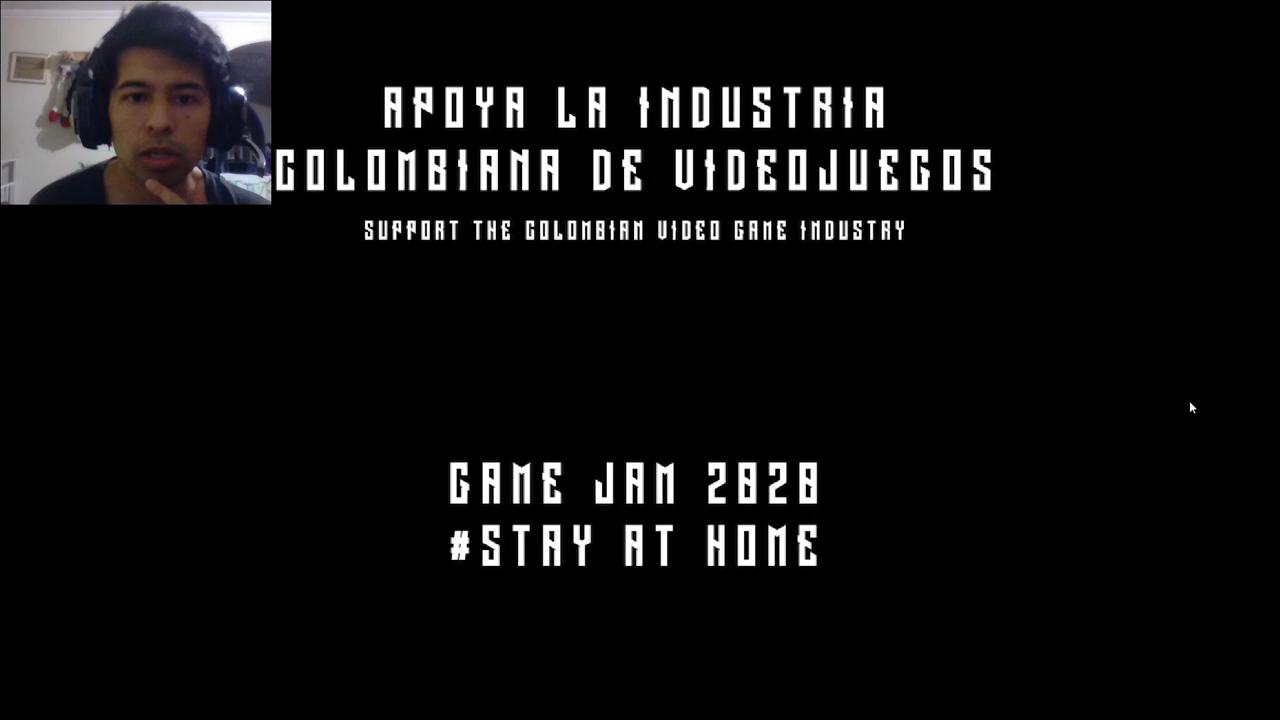 APOYA LA INDUSTRIA
COLOMBIANA DE VIDEOJUEGOS
SUPPORT THE COLOMBIAN VIDEO GAME INDUSTRY
GAME JAM 2020
#STAY AT HOME